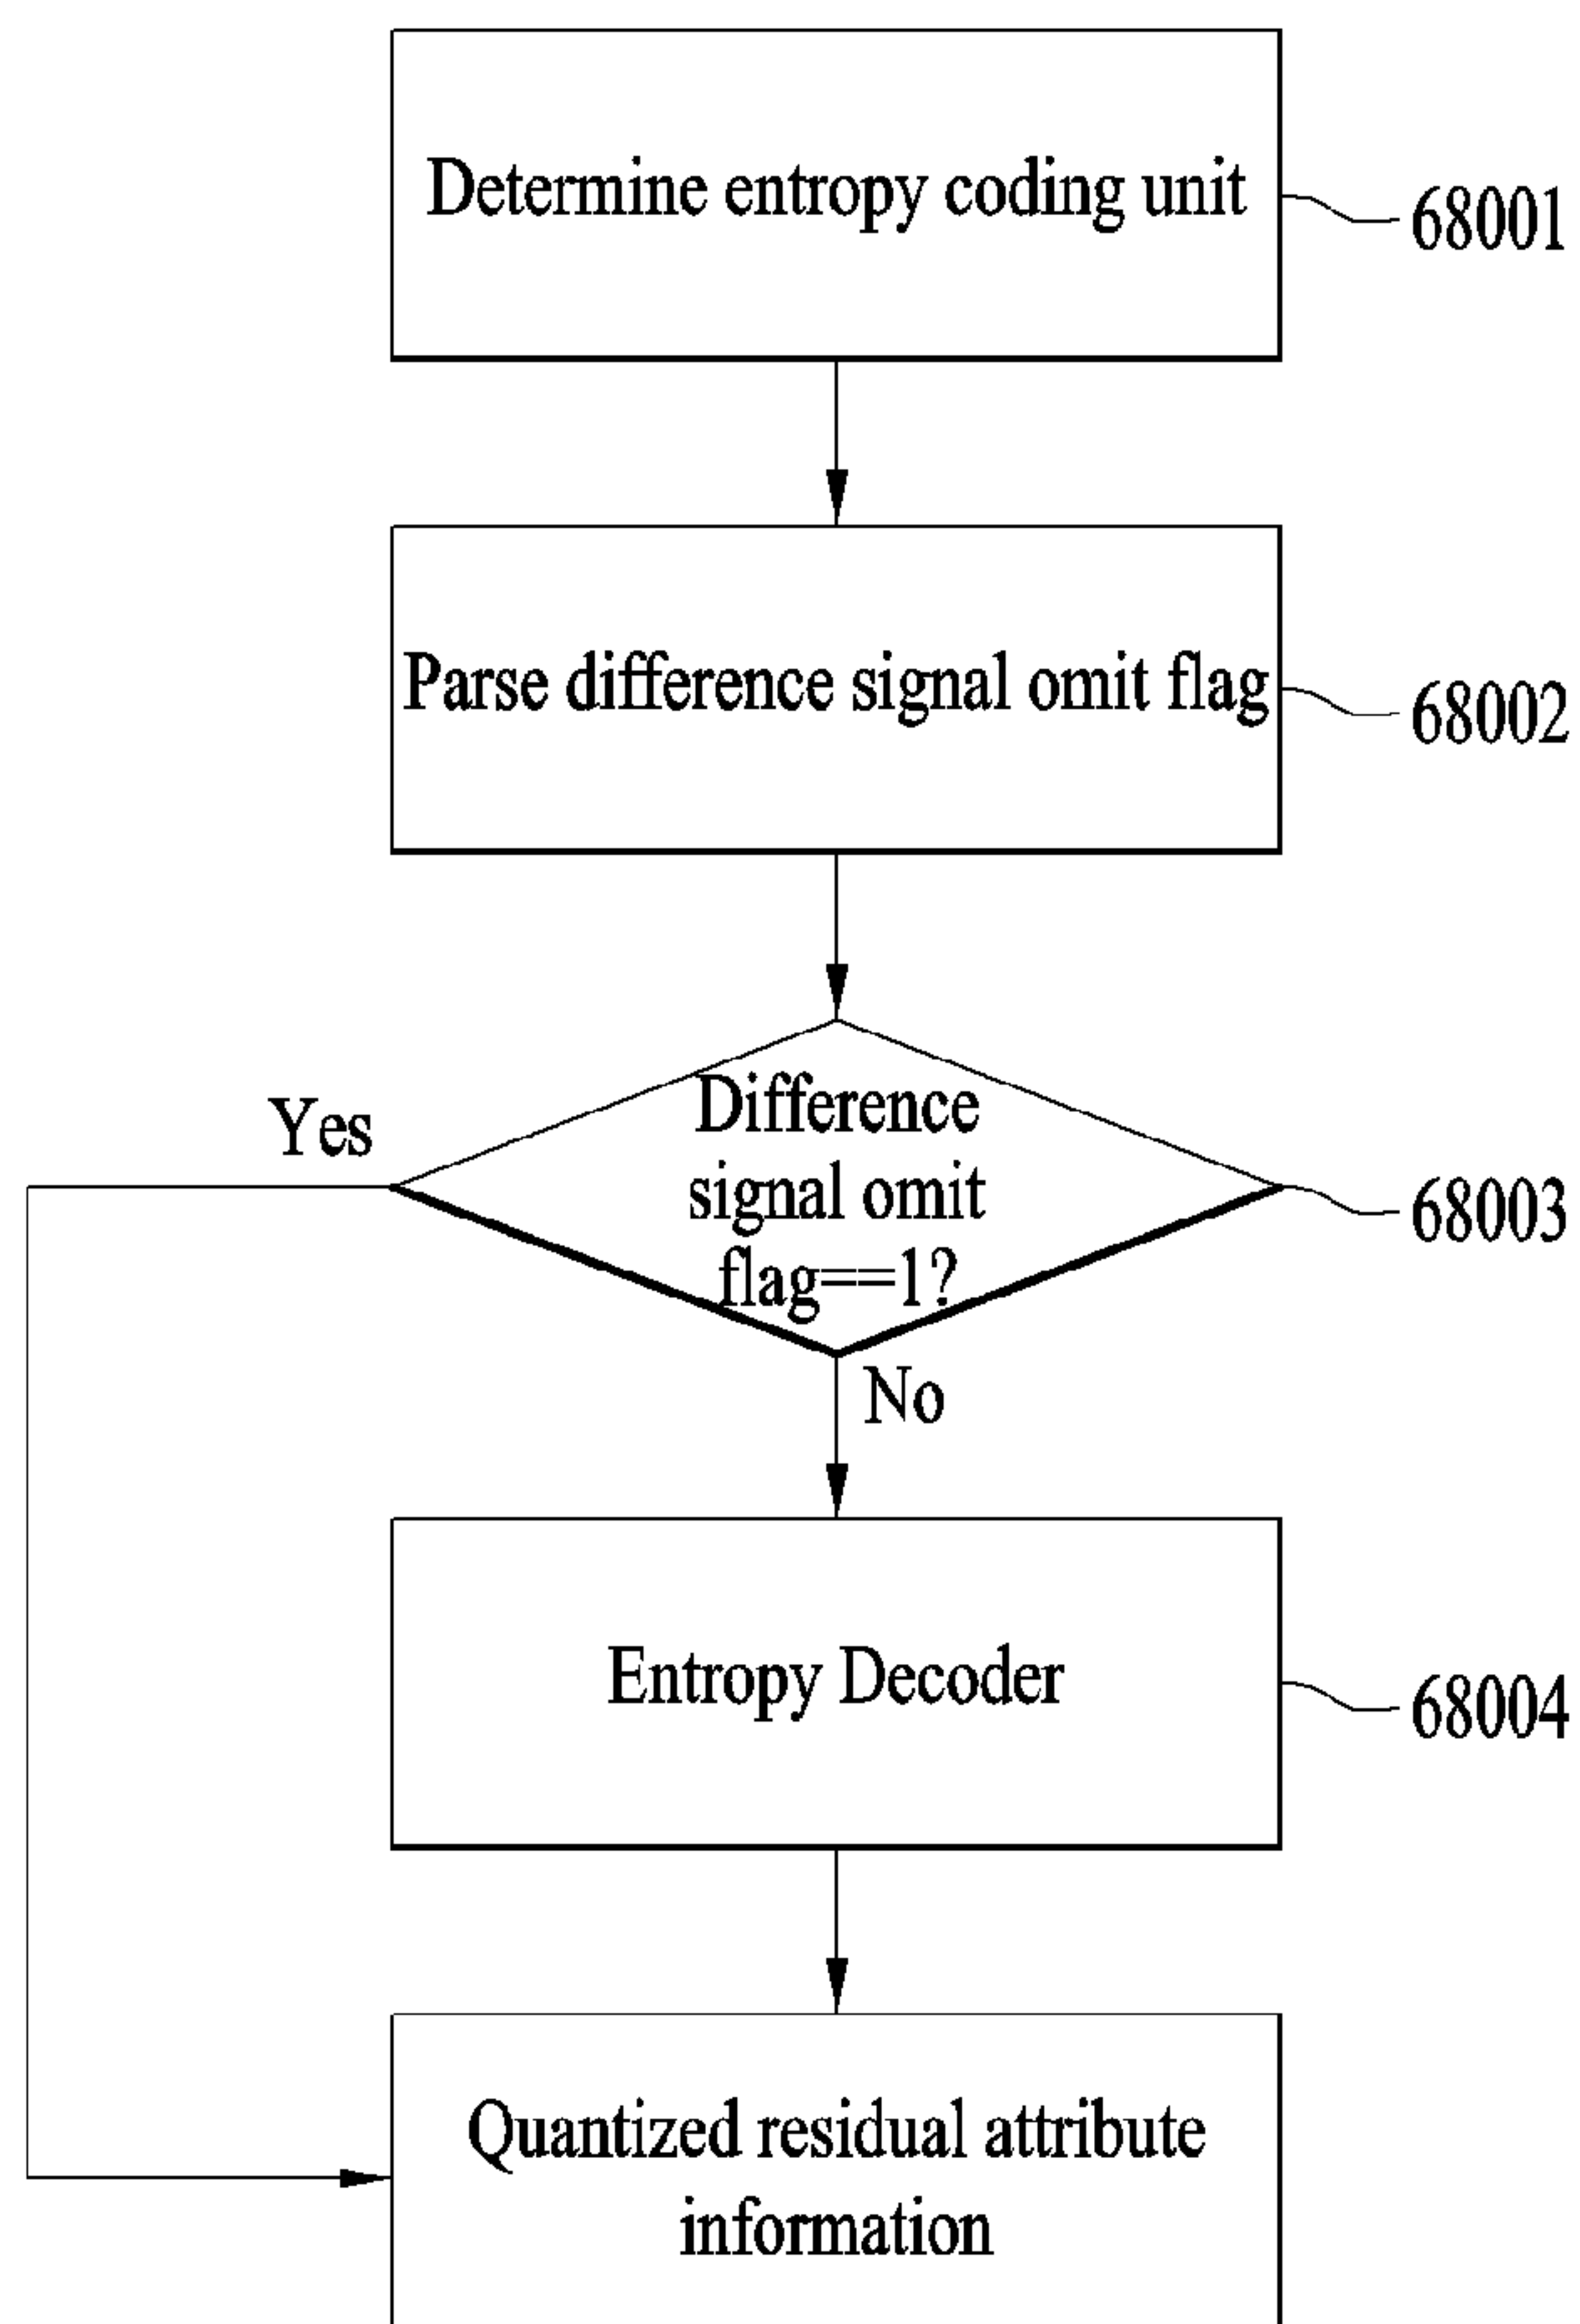 Determine entropy coding unit
68001
Parse difference signal omit flag
68002
Yes
Difference
signal omit
flag==1?
68003
No
Entropy Decoder
68004
Quantized residual attribute
information